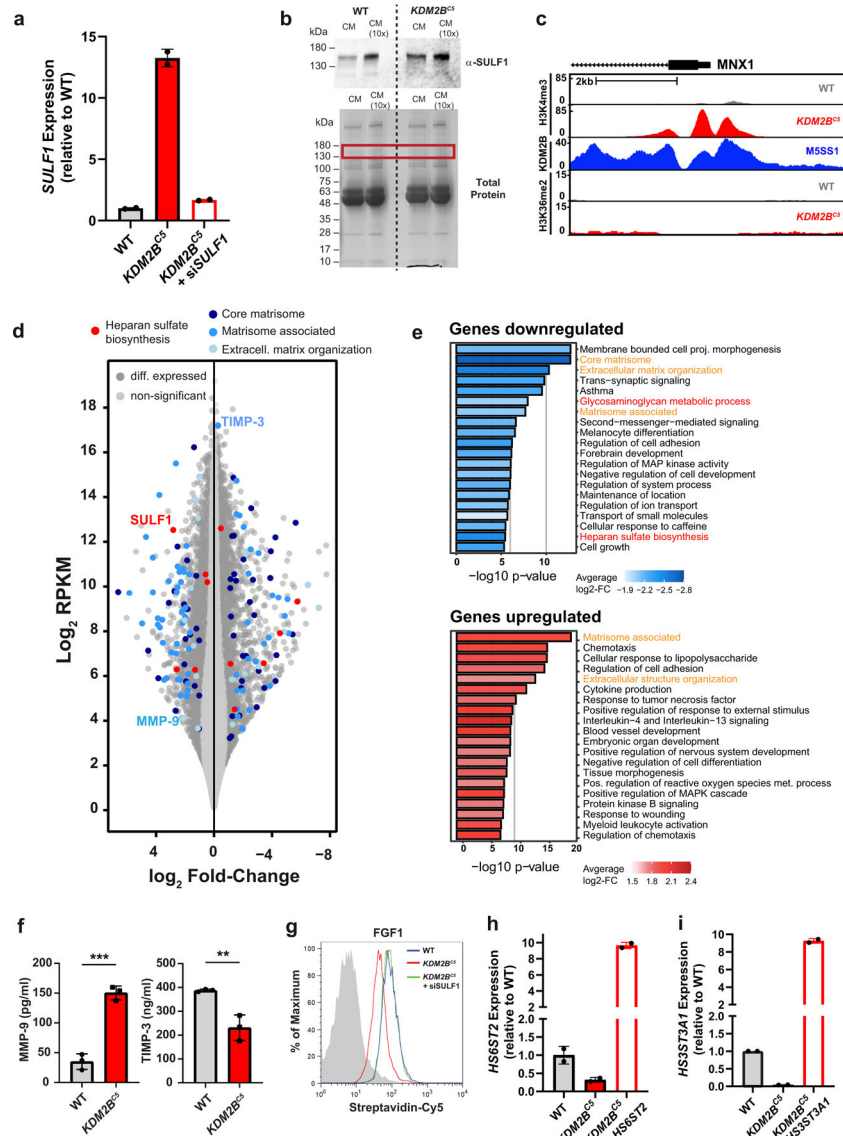 a
SULF1 Expression
(relative to WT)
15
10
5
0
WT
KDM2B^C5
KDM2B^C5
+ siSULF1
b
WT
KDM2B^C5
kDa
CM
CM
(10x)
CM
CM
(10x)
180
130
α-SULF1
kDa
CM
CM
(10x)
CM
CM
(10x)
180
130
100
75
63
48
35
28
17
10
Total
Protein
c
MNX1
2kb
H3K4me3
KDM2B
H3K36me2
85
0
WT
85
0
KDM2B^C5
40
0
M5SS1
15
0
WT
15
0
KDM2B^C5
d
Heparan sulfate
biosynthesis
Core matrisome
Matrisome associated
Extracell. matrix organization
diff. expressed
non-significant
TIMP-3
SULF1
MMP-9
Log2 RPKM
18
16
14
12
10
8
6
4
2
0
4
0
-4
-8
log2 Fold-Change
e
Genes downregulated
Membrane bounded cell proj. morphogenesis
Core matrisome
Extracellular matrix organization
Trans−synaptic signaling
Asthma
Glycosaminoglycan metabolic process
Matrisome associated
Second−messenger−mediated signaling
Melanocyte differentiation
Regulation of cell adhesion
Forebrain development
Regulation of MAP kinase activity
Negative regulation of cell development
Regulation of system process
Maintenance of location
Regulation of ion transport
Transport of small molecules
Cellular response to caffeine
Heparan sulfate biosynthesis
Cell growth
0
5
10
−log10 p−value
Avgerage
log2-FC
-1.9 -2.2 -2.5 -2.8
Genes upregulated
Matrisome associated
Chemotaxis
Cellular response to lipopolysaccharide
Regulation of cell adhesion
Extracellular structure organization
Cytokine production
Response to tumor necrosis factor
Positive regulation of response to external stimulus
Interleukin−4 and Interleukin−13 signaling
Blood vessel development
Embryonic organ development
Positive regulation of nervous system development
Negative regulation of cell differentiation
Tissue morphogenesis
Pos. regulation of reactive oxygen species met. process
Positive regulation of MAPK cascade
Protein kinase B signaling
Response to wounding
Myeloid leukocyte activation
Regulation of chemotaxis
0
5
10
15
20
−log10 p−value
Avgerage
log2-FC
1.5 1.8 2.1 2.4
f
MMP-9 (pg/ml)
200
150
100
50
0
***
WT
KDM2B^C5
TIMP-3 (ng/ml)
500
400
300
200
100
0
**
WT
KDM2B^C5
g
FGF1
% of Maximum
100
80
60
40
20
0
WT
KDM2B^C5
KDM2B^C5
+ siSULF1
10^0
10^1
10^2
10^3
10^4
Streptavidin-Cy5
h
HS6ST2 Expression
(relative to WT)
10
8
6
4
2
1.5
1.0
0.5
0.0
WT
KDM2B^C5
KDM2B^C5
HS6ST2
i
HS3ST3A1 Expression
(relative to WT)
10
8
6
4
2
1.5
1.0
0.5
0.0
WT
KDM2B^C5
KDM2B^C5
HS3ST3A1